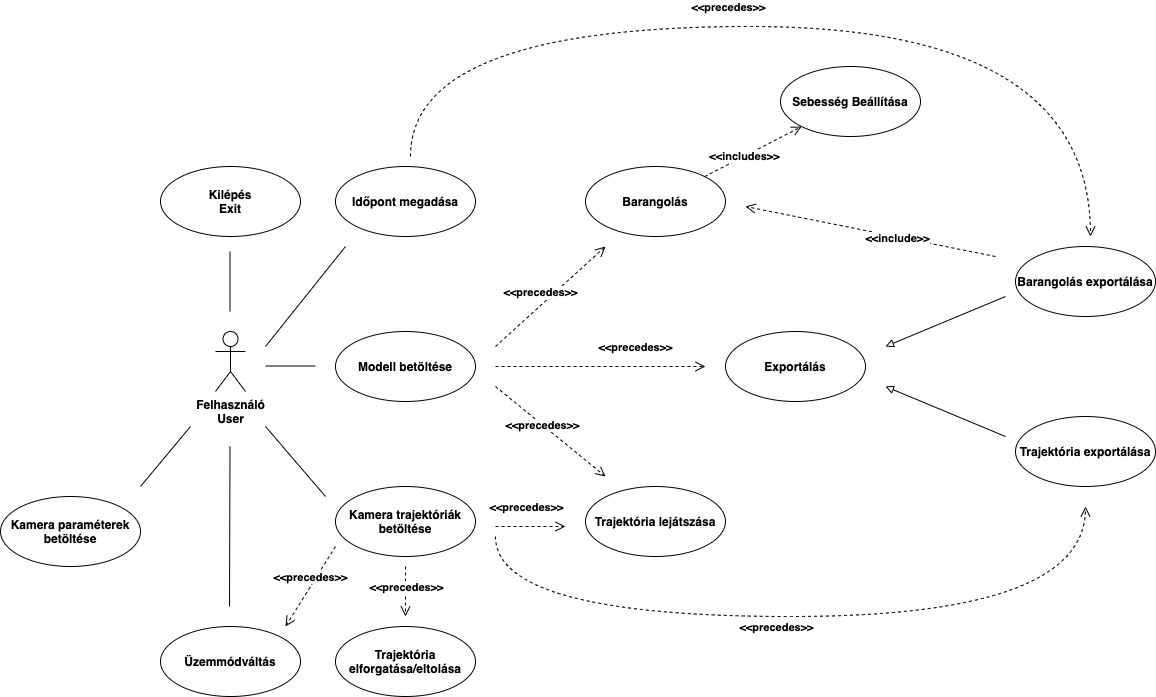 <<precedes>>
Sebesség Beállítása
<<includes>>
Kilépés
Exit
Időpont megadása
Barangolás
<<include>>
Barangolás exportálása
<<precedes>>
<<precedes>>
Modell betöltése
Exportálás
Felhasználó
User
<<precedes>>
Trajektória exportálása
Kamera paraméterek
betöltése
Kamera trajektóriák
betöltése
<<precedes>>
Trajektória lejátszása
<<precedes>>
<<precedes>>
<<precedes>>
Üzemmódváltás
Trajektória
elforgatása/eltolása